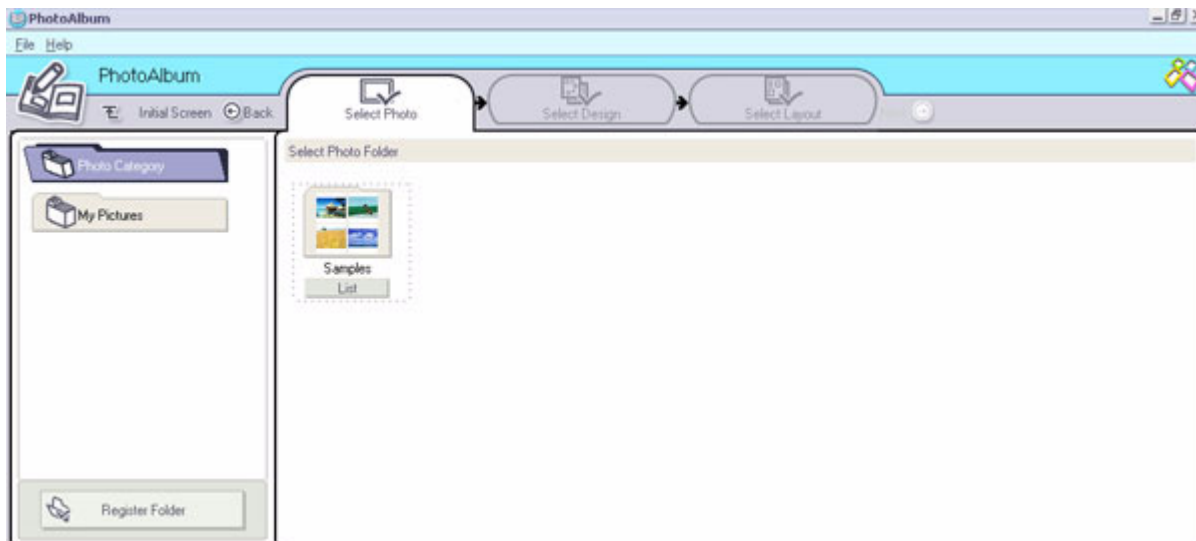 PhotoAlbum
File Help
PhotoAlbum
Initial Screen Back
Select Photo
Select Design
Select Layout
Photo Category
My Pictures
Select Photo Folder
Samples
List
Register Folder